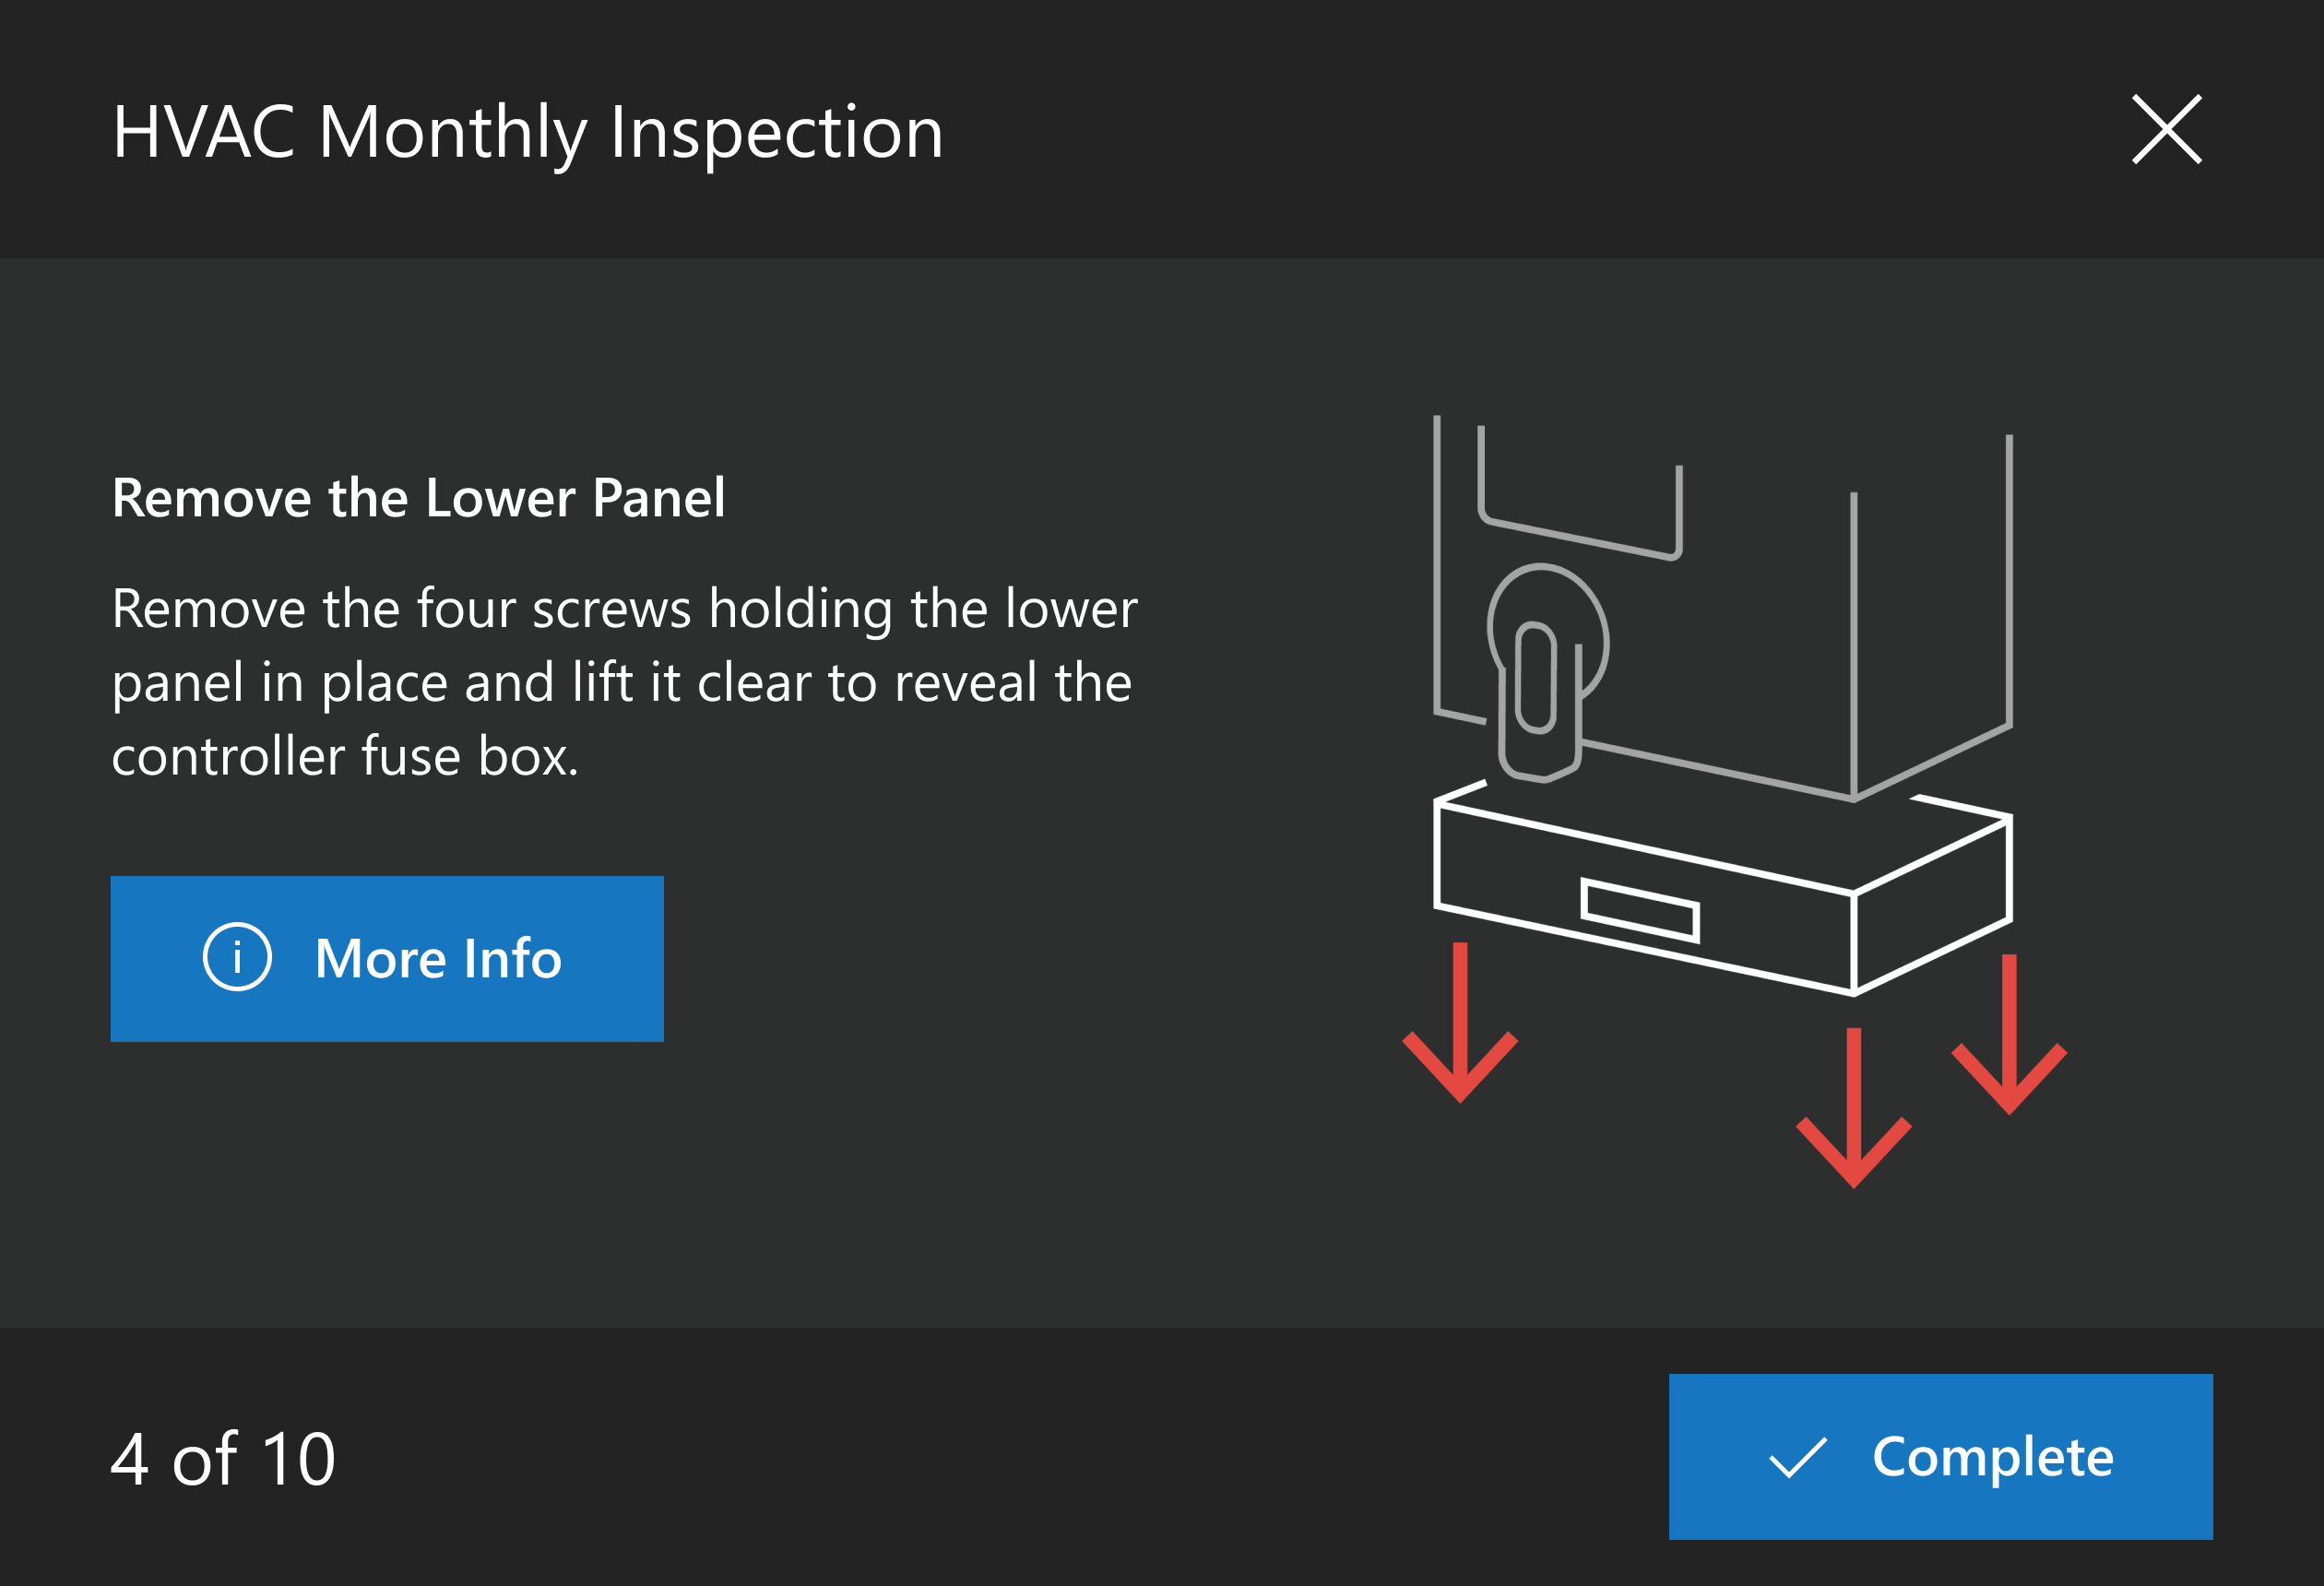 HVAC Monthly Inspection
Remove the Lower Panel
Remove the four screws holding the lower
panel in place and lift it clear to reveal the
controller fuse box.
More Info
4 of 10
Complete